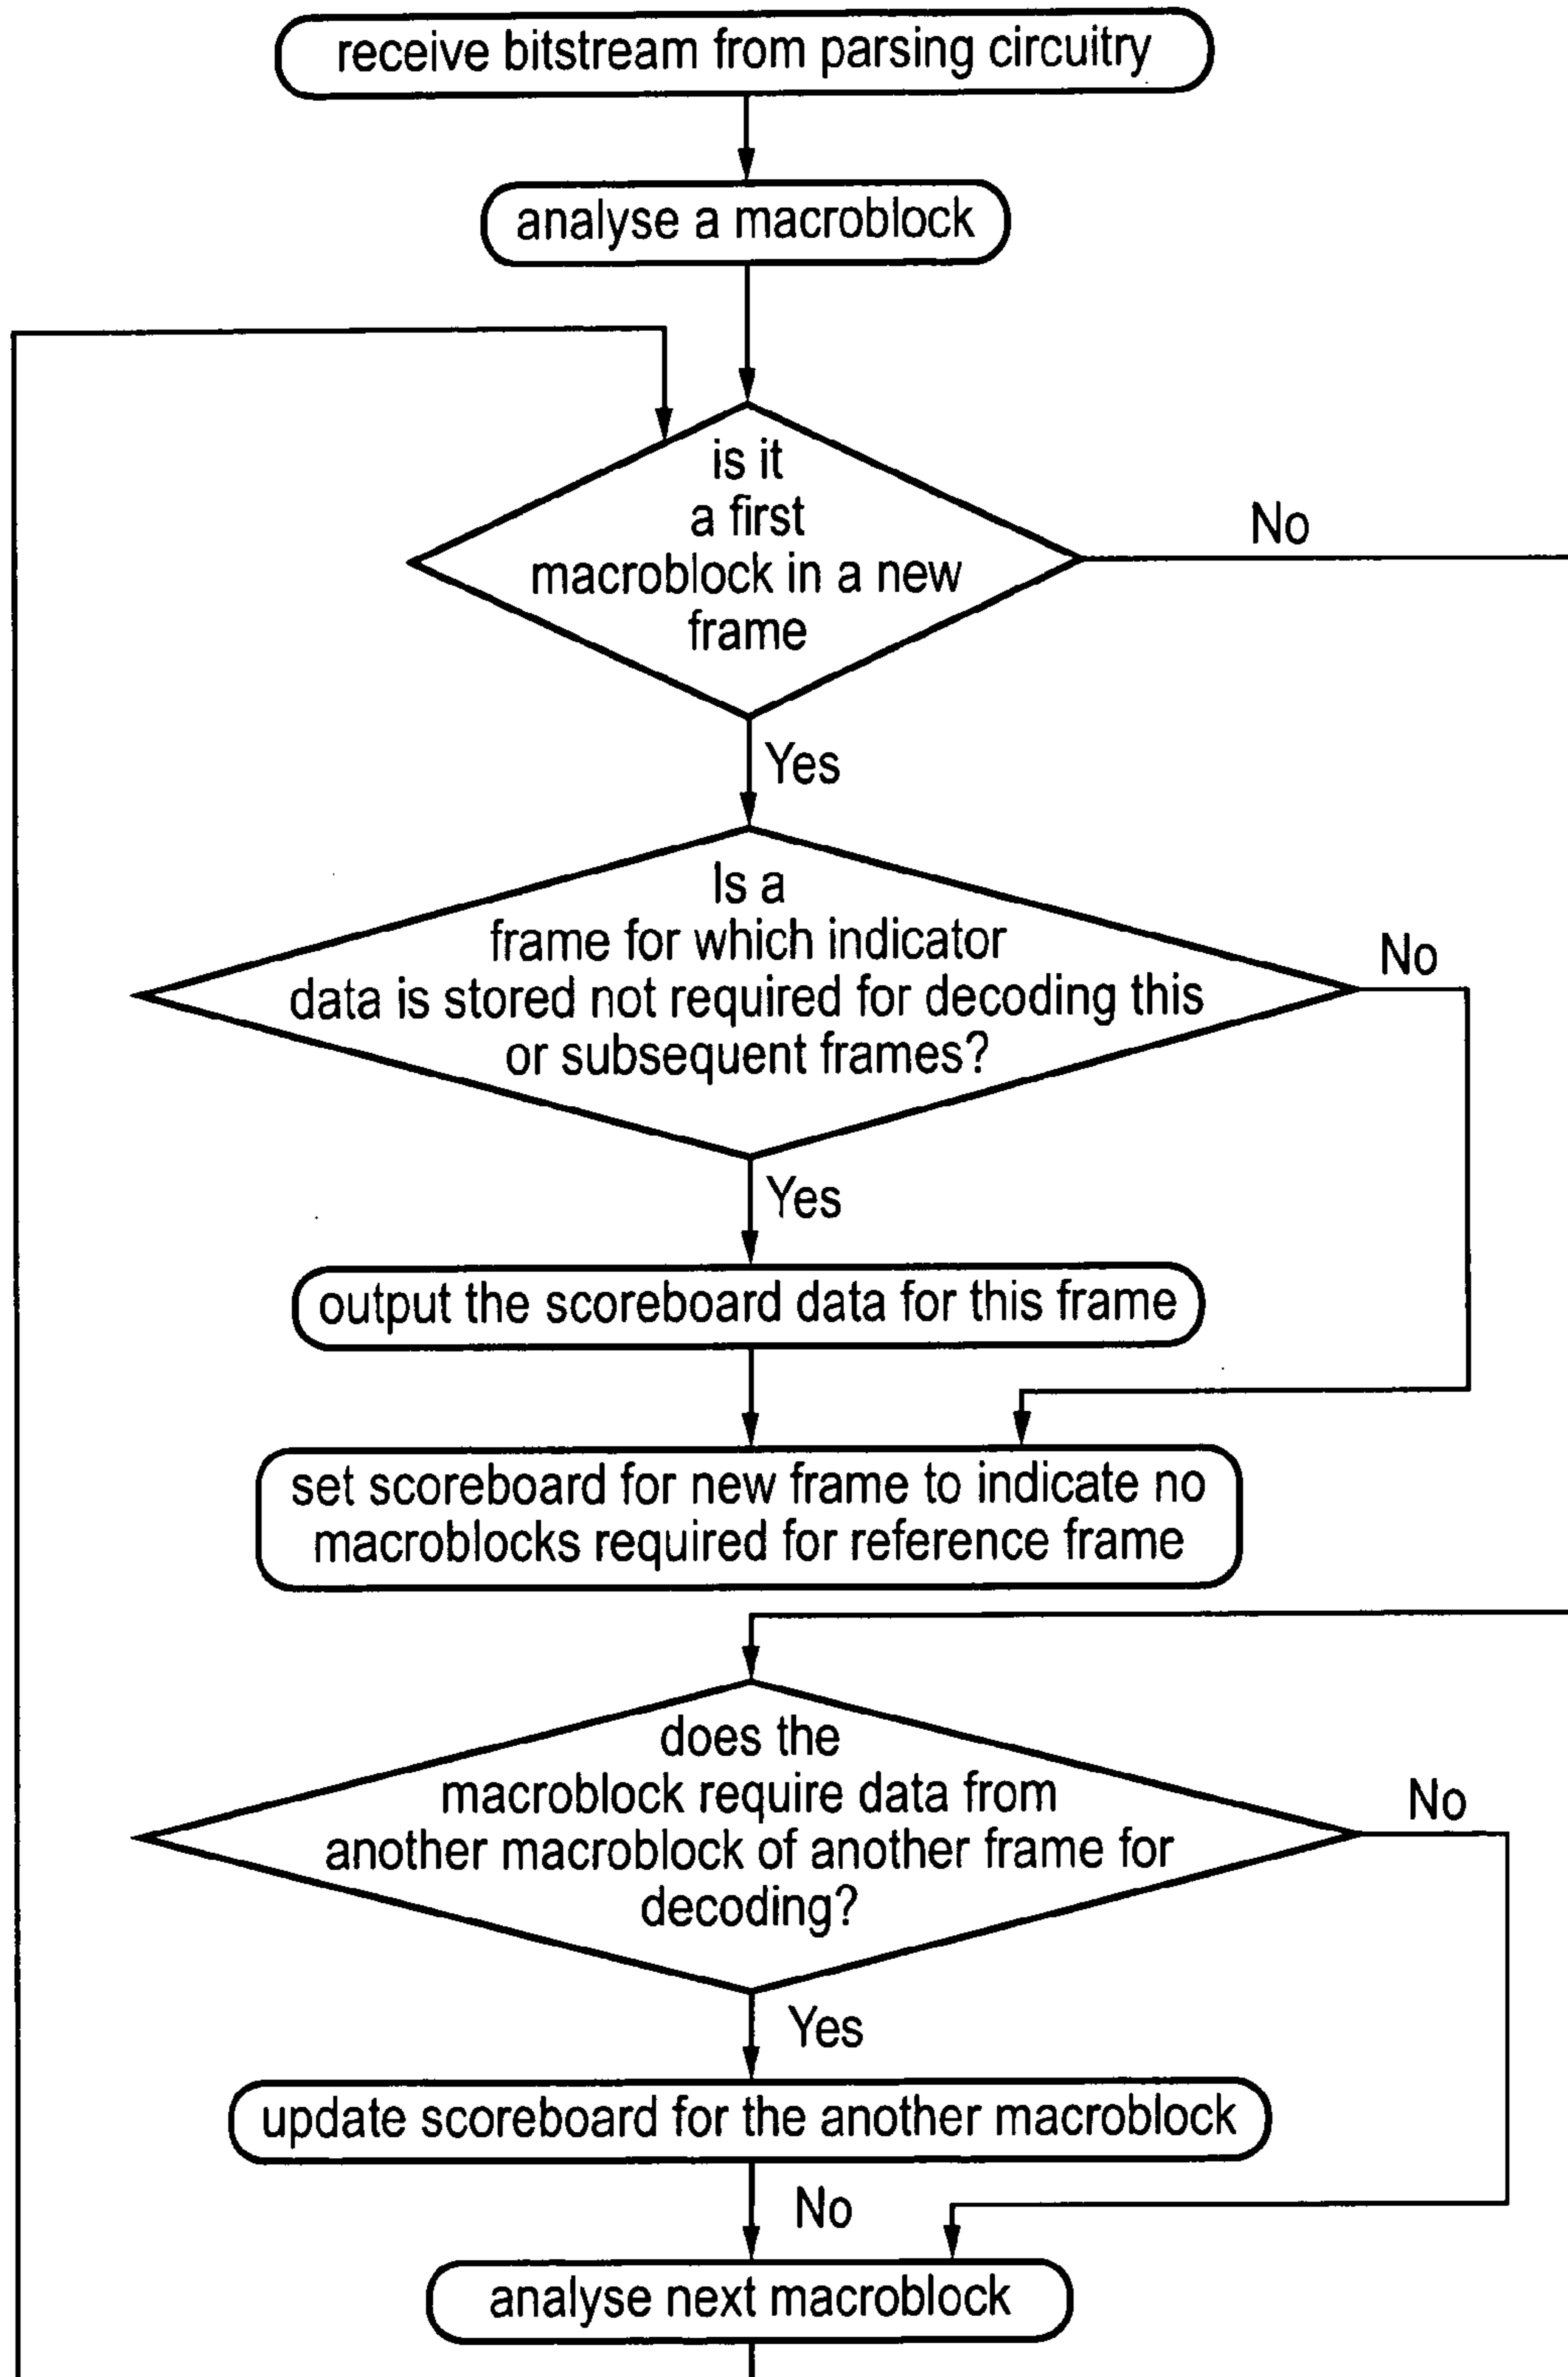 receive bitstream from parsing circuitry
analyse a macroblock
is it
a first
macroblock in a new
frame
No
Yes
Is a
frame for which indicator
data is stored not required for decoding this
or subsequent frames?
No
Yes
output the scoreboard data for this frame
set scoreboard for new frame to indicate no
macroblocks required for reference frame
does the
macroblock require data from
another macroblock of another frame for
decoding?
No
Yes
update scoreboard for the another macroblock
No
analyse next macroblock